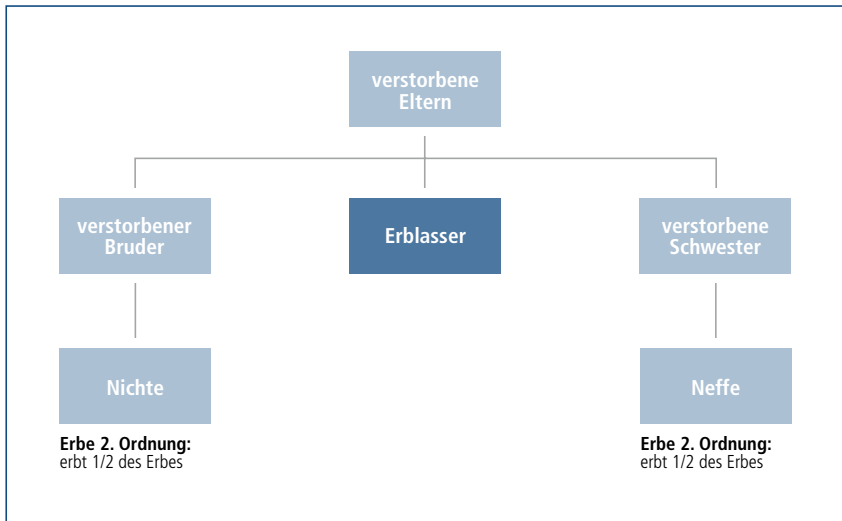 verstorbene
Eltern
verstorbener
Bruder
Erblasser
verstorbene
Schwester
Nichte
Neffe
Erbe 2. Ordnung:
erbt 1/2 des Erbes
Erbe 2. Ordnung:
erbt 1/2 des Erbes